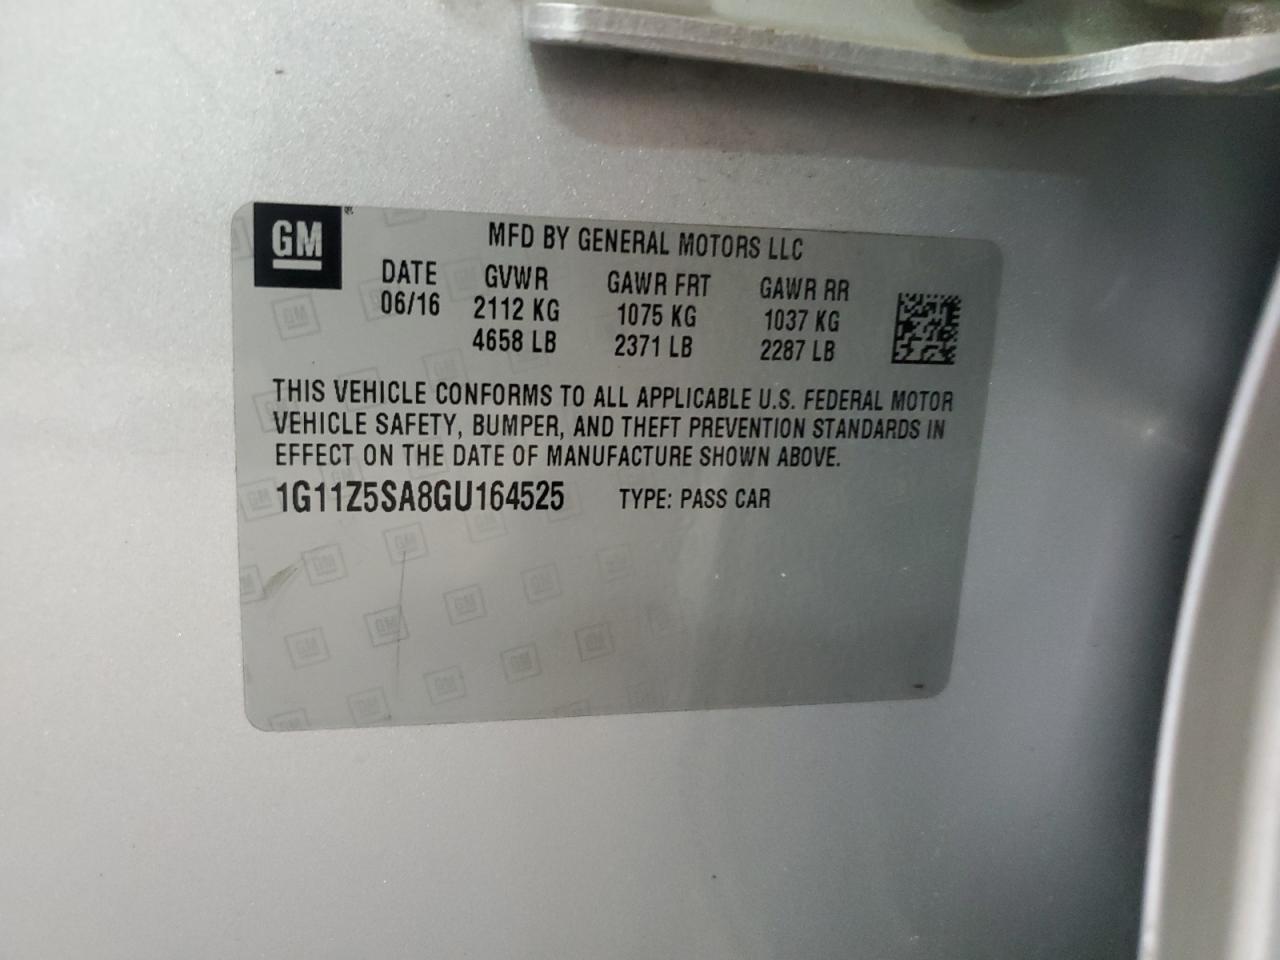 GM
MFD BY GENERAL MOTORS LLC
DATE GVWR GAWR FRT GAWR RR
06/16 2112 KG 1075 KG 1037 KG
4658 LB 2371 LB 2287 LB
THIS VEHICLE CONFORMS TO ALL APPLICABLE U.S. FEDERAL MOTOR
VEHICLE SAFETY, BUMPER, AND THEFT PREVENTION STANDARDS IN
EFFECT ON THE DATE OF MANUFACTURE SHOWN ABOVE.
1G11Z5SA8GU164525 TYPE: PASS CAR